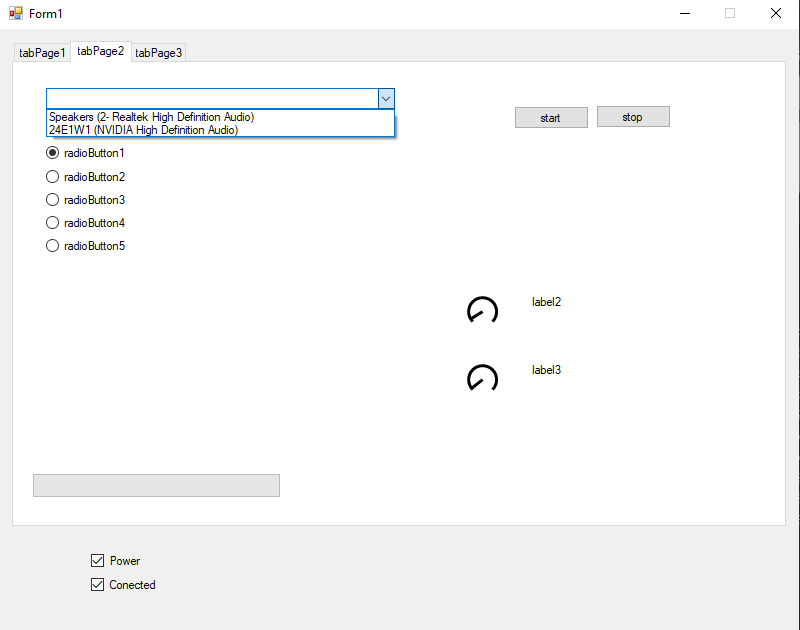 Form1
tabPage1 tabPage2 tabPage3
Speakers (2- Realtek High Definition Audio)
24E1W1 (NVIDIA High Definition Audio)
start stop
radioButton1
radioButton2
radioButton3
radioButton4
radioButton5
label2
label3
Power
Conected